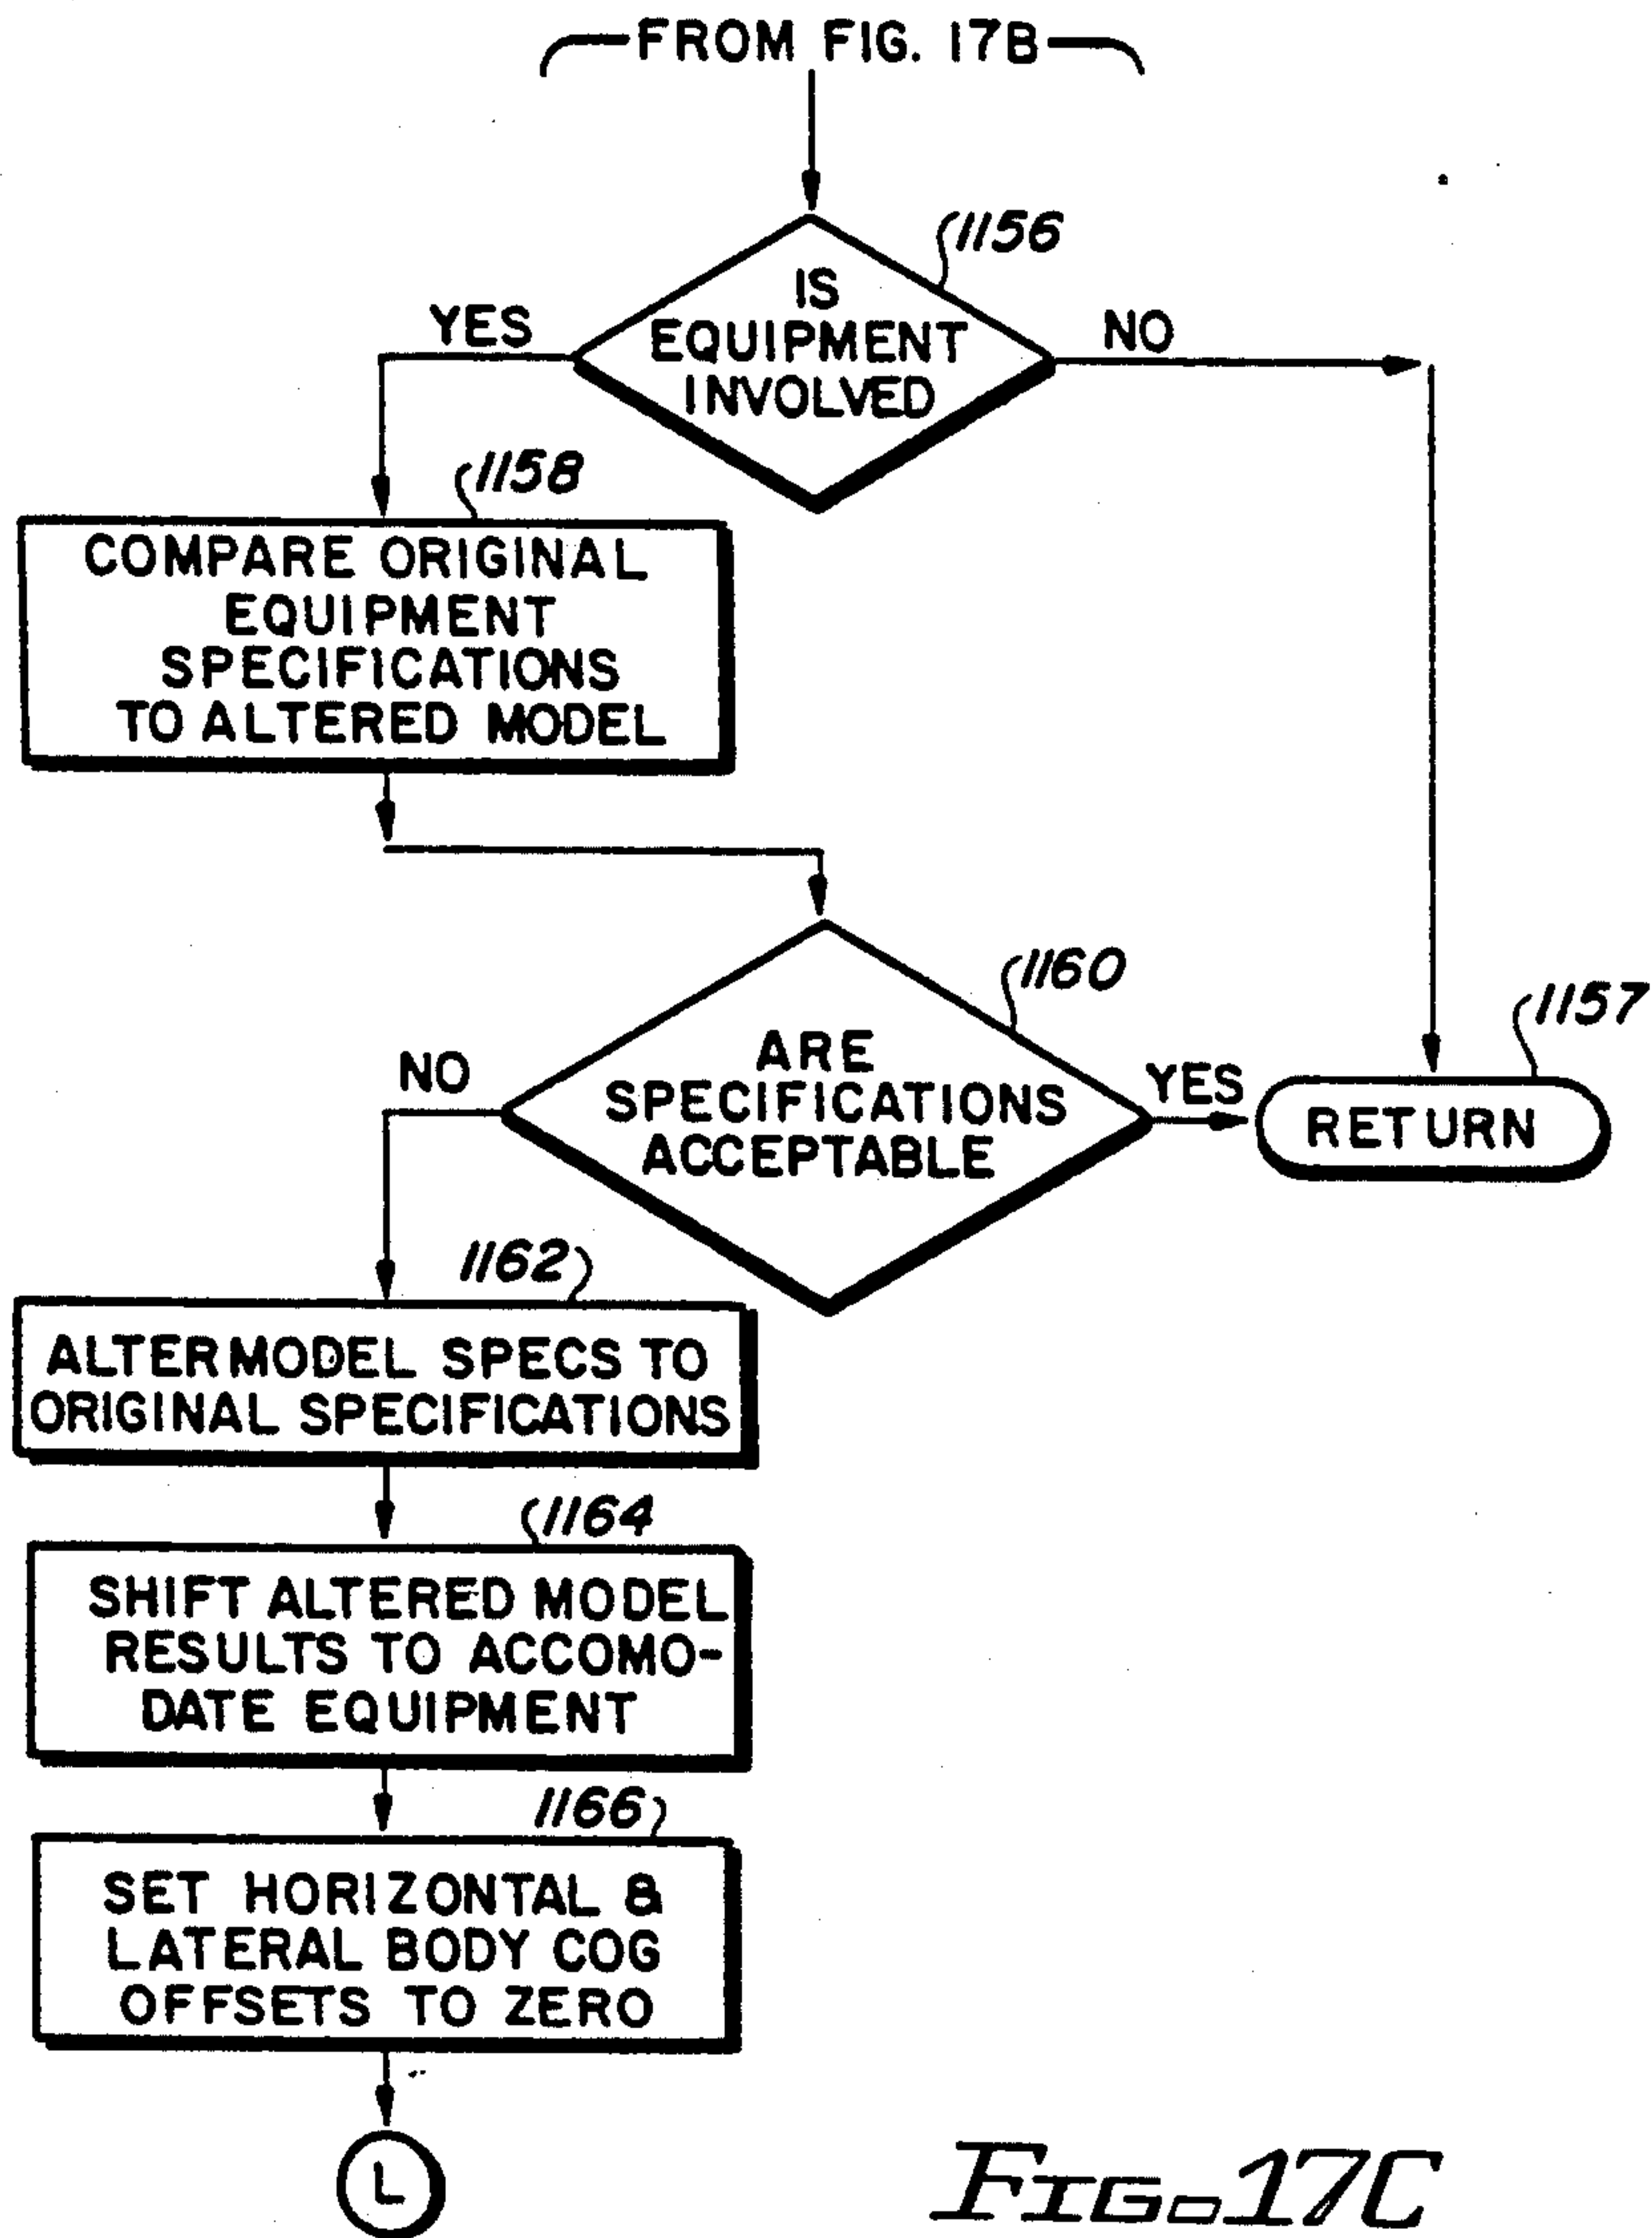 FROM FIG. 17B
1156
IS
EQUIPMENT
INVOLVED
YES
NO
1158
COMPARE ORIGINAL
EQUIPMENT
SPECIFICATIONS
TO ALTERED MODEL
1160
ARE
SPECIFICATIONS
ACCEPTABLE
NO
YES
1157
RETURN
1162
ALTER MODEL SPECS TO
ORIGINAL SPECIFICATIONS
1164
SHIFT ALTERED MODEL
RESULTS TO ACCOMO-
DATE EQUIPMENT
1166
SET HORIZONTAL &
LATERAL BODY COG
OFFSETS TO ZERO
L
FIG. 17C